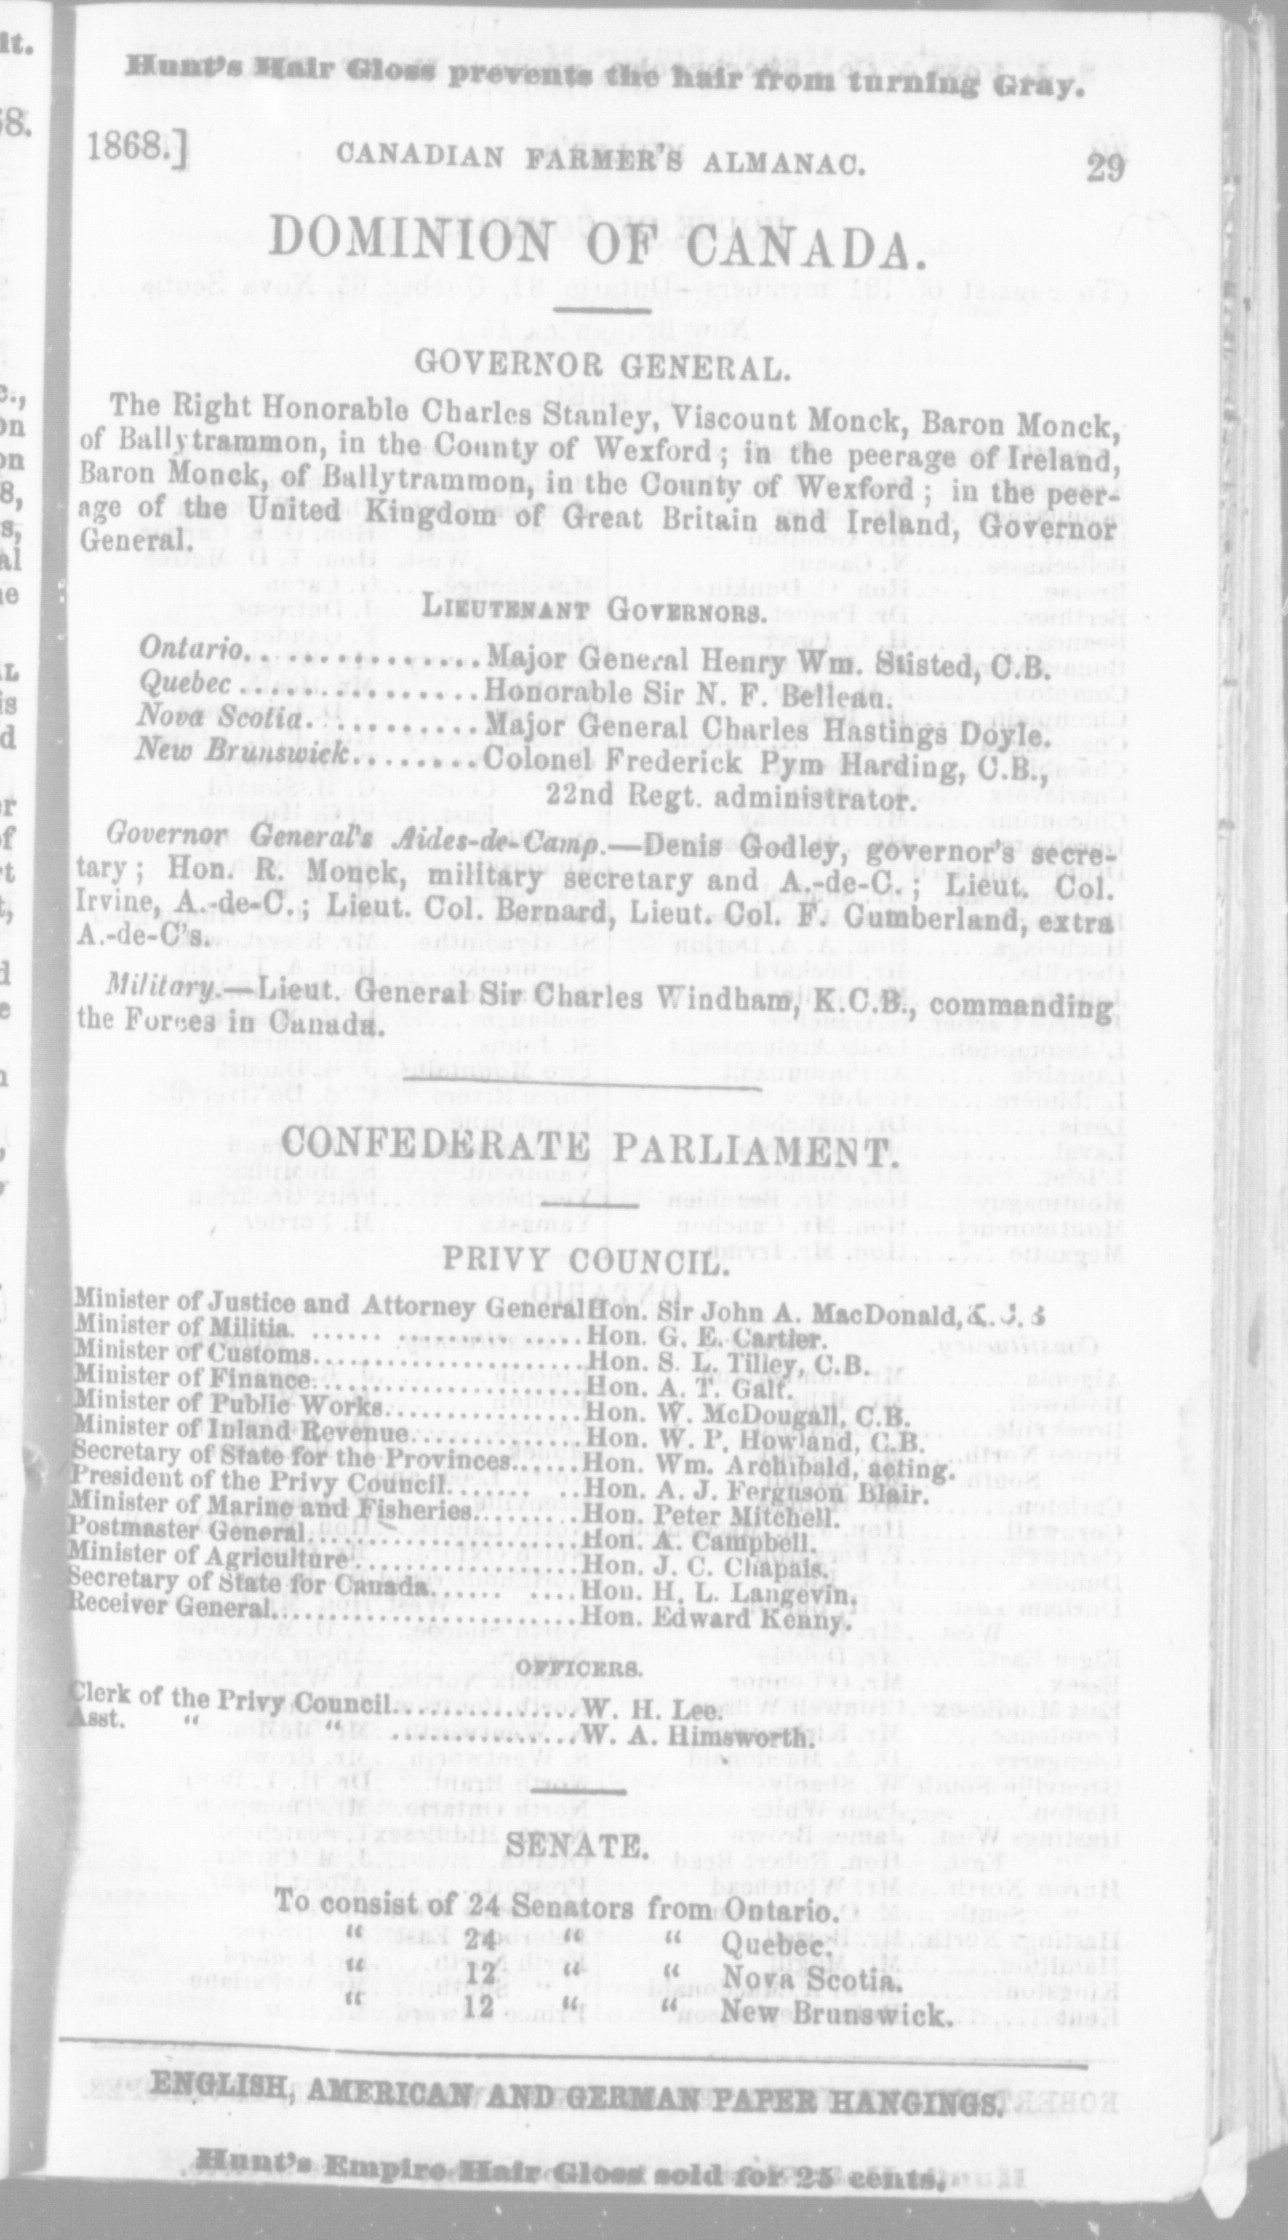 Hunt's Hair Gloss prevents the hair from turning Gray.
1868.] CANADIAN FARMER'S ALMANAC. 29
DOMINION OF CANADA.
GOVERNOR GENERAL.
The Right Honorable Charles Stanley, Viscount Monck, Baron Monck,
of Ballytrammon, in the County of Wexford; in the peerage of Ireland,
Baron Monck, of Ballytrammon, in the County of Wexford; in the peer-
age of the United Kingdom of Great Britain and Ireland, Governor
General.
LIEUTENANT GOVERNORS.
Ontario................Major General Henry Wm. Stisted, C.B.
Quebec................Honorable Sir N. F. Belleau.
Nova Scotia............Major General Charles Hastings Doyle.
New Brunswick........Colonel Frederick Pym Harding, C.B.,
22nd Regt. administrator.
Governor General's Aides-de-Camp.—Denis Godley, governor's secre-
tary; Hon. R. Monck, military secretary and A.-de-C.; Lieut. Col.
Irvine, A.-de-C.; Lieut. Col. Bernard, Lieut. Col. F. Cumberland, extra
A.-de-C's.
Military.—Lieut. General Sir Charles Windham, K.C.B., commanding
the Forces in Canada.
CONFEDERATE PARLIAMENT.
PRIVY COUNCIL.
Minister of Justice and Attorney General Hon. Sir John A. MacDonald, K.C.B
Minister of Militia....................Hon. G. E. Cartier.
Minister of Customs....................Hon. S. L. Tilley, C.B.
Minister of Finance....................Hon. A. T. Galt.
Minister of Public Works...............Hon. W. McDougall, C.B.
Minister of Inland Revenue.............Hon. W. P. Howland, C.B.
Secretary of State for the Provinces......Hon. Wm. Archibald, acting.
President of the Privy Council..........Hon. A. J. Ferguson Blair.
Minister of Marine and Fisheries........Hon. Peter Mitchell.
Postmaster General....................Hon. A. Campbell.
Minister of Agriculture.................Hon. J. C. Chapais.
Secretary of State for Canada...........Hon. H. L. Langevin.
Receiver General.......................Hon. Edward Kenny.
OFFICERS.
Clerk of the Privy Council..............W. H. Lee.
Asst. " " ...............W. A. Himsworth.
SENATE.
To consist of 24 Senators from Ontario.
" 24 " " Quebec.
" 12 " " Nova Scotia.
" 12 " " New Brunswick.
ENGLISH, AMERICAN AND GERMAN PAPER HANGINGS.
Hunt's Empire Hair Gloss sold for 25 cents.